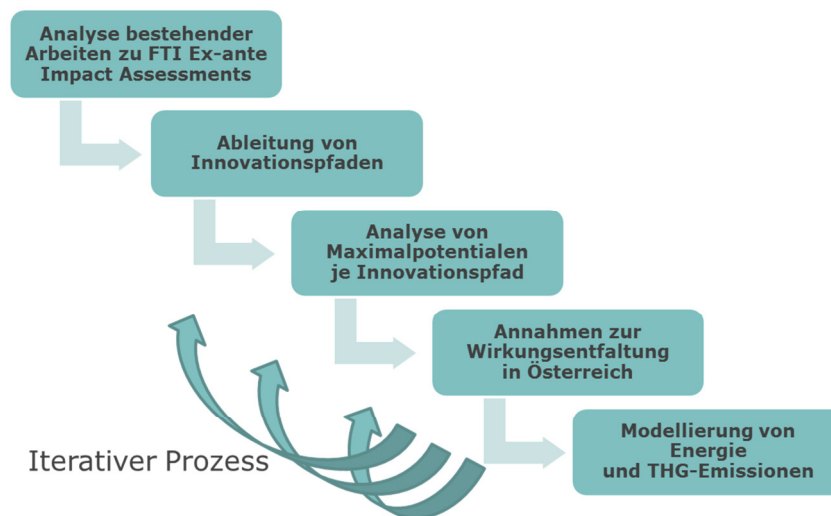 Analyse bestehender
Arbeiten zu FTI Ex-ante
Impact Assessments
Ableitung von
Innovationspfaden
Analyse von
Maximalpotentialen
je Innovationspfad
Annahmen zur
Wirkungsentfaltung
in Österreich
Modellierung von
Energie
und THG-Emissionen
Iterativer Prozess